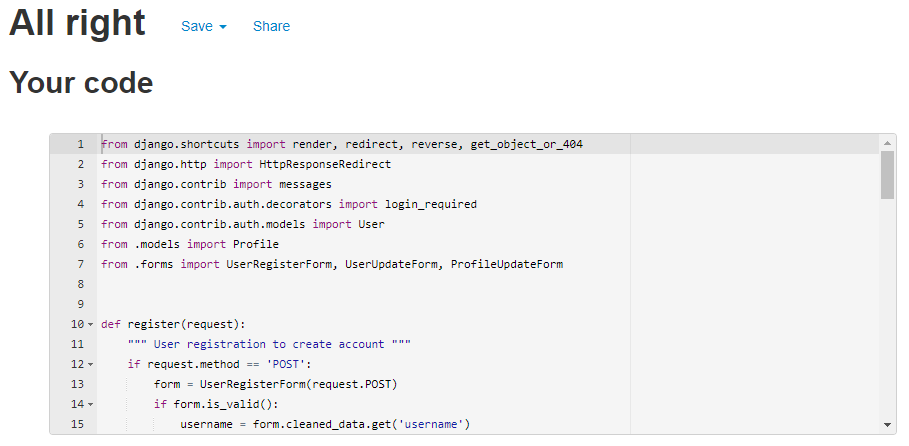 All right Save Share
Your code
1 from django.shortcuts import render, redirect, reverse, get_object_or_404
2 from django.http import HttpResponseRedirect
3 from django.contrib import messages
4 from django.contrib.auth.decorators import login_required
5 from django.contrib.auth.models import User
6 from .models import Profile
7 from .forms import UserRegisterForm, UserUpdateForm, ProfileUpdateForm
8
9
10 def register(request):
11     """ User registration to create account """
12     if request.method == 'POST':
13         form = UserRegisterForm(request.POST)
14         if form.is_valid():
15             username = form.cleaned_data.get('username')